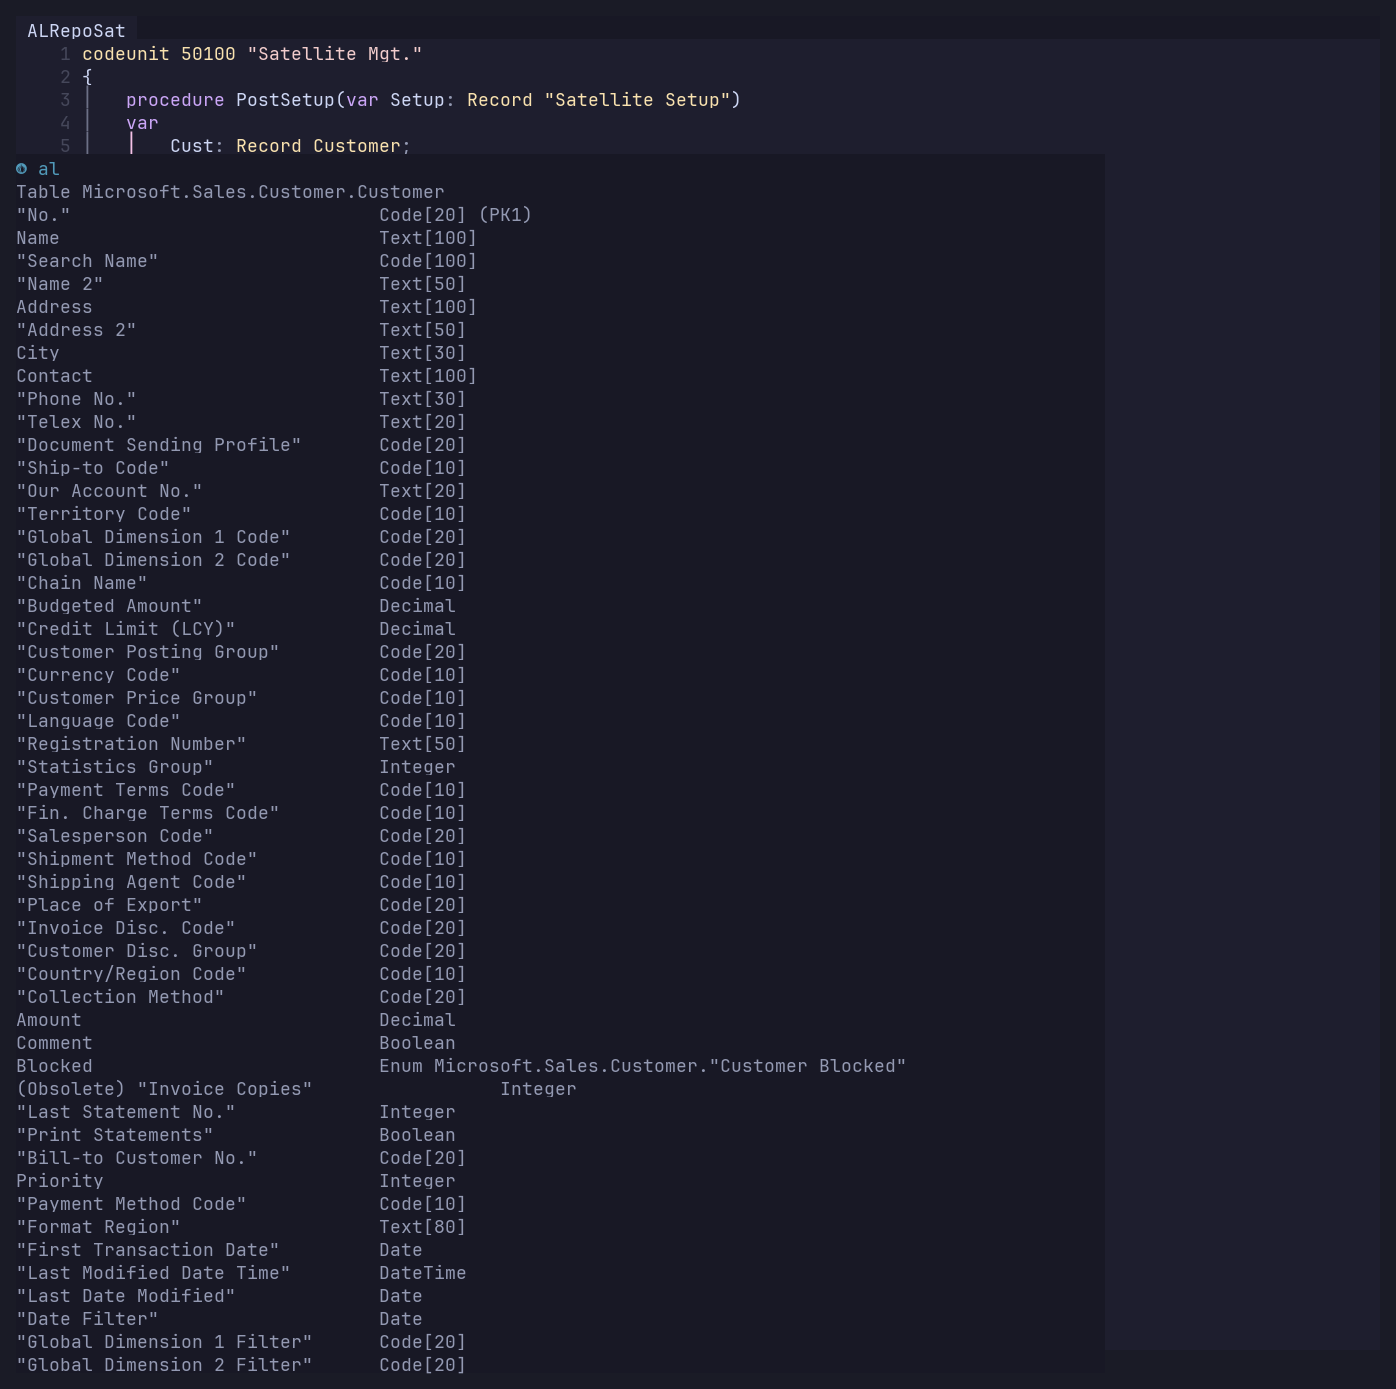 ALRepoSat
1 codeunit 50100 "Satellite Mgt."
2 {
3 procedure PostSetup(var Setup: Record "Satellite Setup")
4 var
5 Cust: Record Customer;
al
Table Microsoft.Sales.Customer.Customer
"No." Code[20] (PK1)
Name Text[100]
"Search Name" Code[100]
"Name 2" Text[50]
Address Text[100]
"Address 2" Text[50]
City Text[30]
Contact Text[100]
"Phone No." Text[30]
"Telex No." Text[20]
"Document Sending Profile" Code[20]
"Ship-to Code" Code[10]
"Our Account No." Text[20]
"Territory Code" Code[10]
"Global Dimension 1 Code" Code[20]
"Global Dimension 2 Code" Code[20]
"Chain Name" Code[10]
"Budgeted Amount" Decimal
"Credit Limit (LCY)" Decimal
"Customer Posting Group" Code[20]
"Currency Code" Code[10]
"Customer Price Group" Code[10]
"Language Code" Code[10]
"Registration Number" Text[50]
"Statistics Group" Integer
"Payment Terms Code" Code[10]
"Fin. Charge Terms Code" Code[10]
"Salesperson Code" Code[20]
"Shipment Method Code" Code[10]
"Shipping Agent Code" Code[10]
"Place of Export" Code[20]
"Invoice Disc. Code" Code[20]
"Customer Disc. Group" Code[20]
"Country/Region Code" Code[10]
"Collection Method" Code[20]
Amount Decimal
Comment Boolean
Blocked Enum Microsoft.Sales.Customer."Customer Blocked"
(Obsolete) "Invoice Copies" Integer
"Last Statement No." Integer
"Print Statements" Boolean
"Bill-to Customer No." Code[20]
Priority Integer
"Payment Method Code" Code[10]
"Format Region" Text[80]
"First Transaction Date" Date
"Last Modified Date Time" DateTime
"Last Date Modified" Date
"Date Filter" Date
"Global Dimension 1 Filter" Code[20]
"Global Dimension 2 Filter" Code[20]